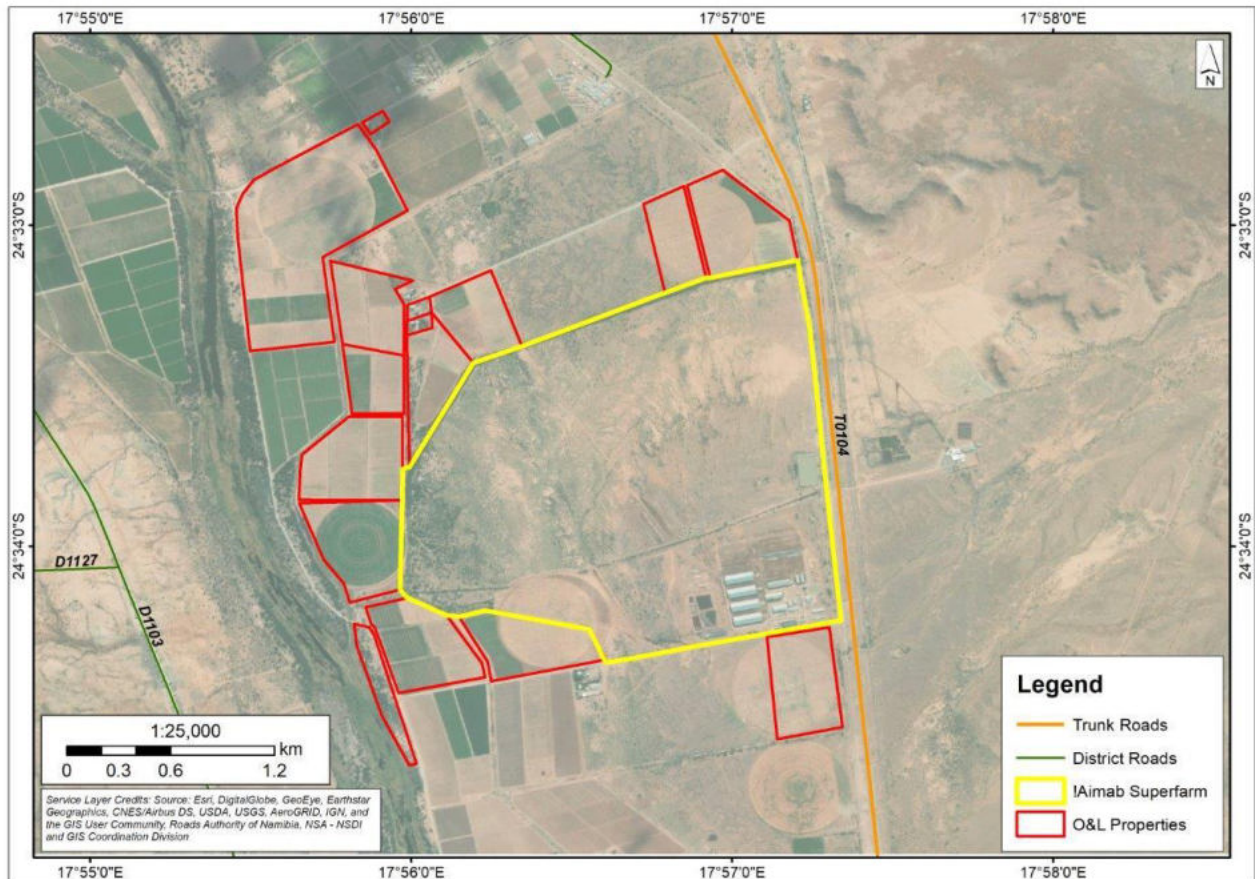 17°55'0"E 17°56'0"E 17°57'0"E 17°58'0"E
N
24°33'0"S 24°33'0"S
T0104
24°34'0"S 24°34'0"S
D1127
D1103
Legend
Trunk Roads
District Roads
!Aimab Superfarm
O&L Properties
1:25,000
km
0 0.3 0.6 1.2
Service Layer Credits: Source: Esri, DigitalGlobe, GeoEye, Earthstar
Geographics, CNES/Airbus DS, USDA, USGS, AeroGRID, IGN, and
the GIS User Community, Roads Authority of Namibia, NSA - NSDI
and GIS Coordination Division
17°55'0"E 17°56'0"E 17°57'0"E 17°58'0"E